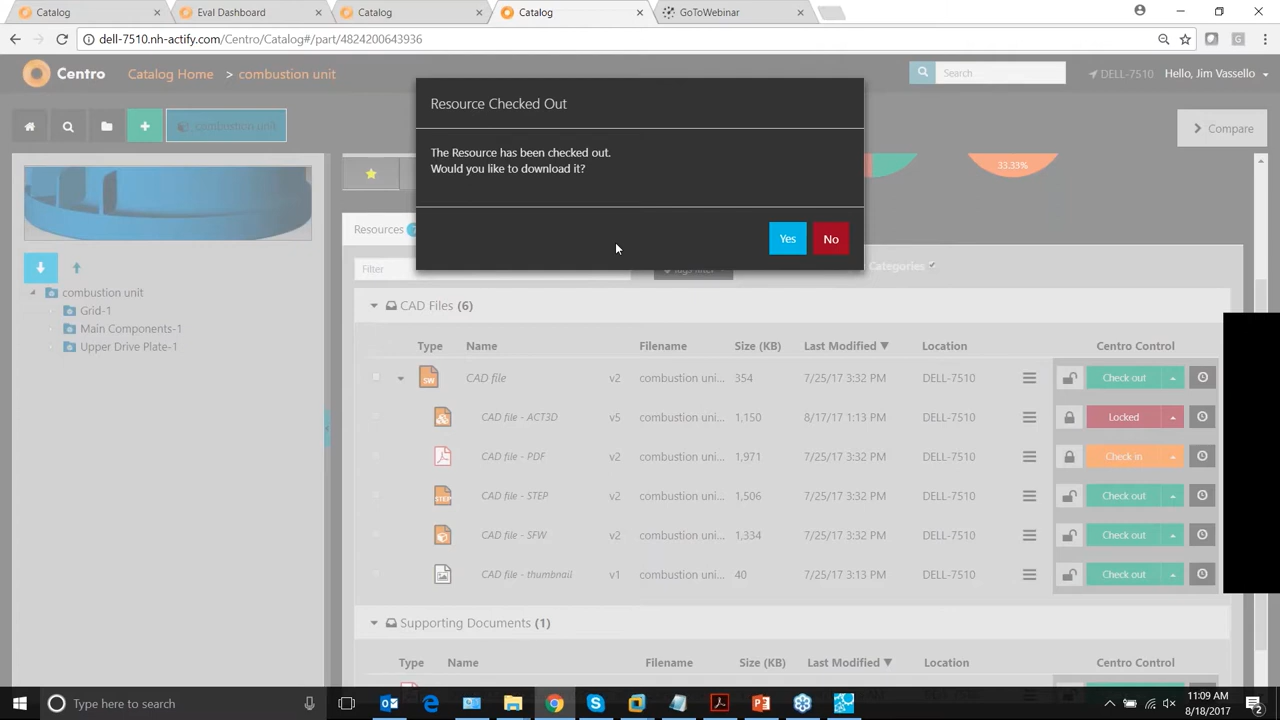 Catalog
Eval Dashboard
Catalog
Catalog
GoToWebinar
dell-7510.nh-actify.com/Centro/Catalog#/part/4824200643936
Centro
Catalog Home > combustion unit
Search...
DELL-7510
Hello, Jim Vassello
combustion unit
Compare
Resource Checked Out
The Resource has been checked out.
Would you like to download it?
Yes
No
33.33%
Resources
Filter
Tags filter
Categories
combustion unit
Grid-1
Main Components-1
Upper Drive Plate-1
CAD Files (6)
Type Name Filename Size (KB) Last Modified ▼ Location Centro Control
SW CAD file v2 combustion uni... 354 7/25/17 3:32 PM DELL-7510 Check out
CAD file - ACT3D v5 combustion uni... 1,150 8/17/17 1:13 PM DELL-7510 Locked
CAD file - PDF v2 combustion uni... 1,971 7/25/17 3:32 PM DELL-7510 Check in
STEP CAD file - STEP v2 combustion uni... 1,506 7/25/17 3:32 PM DELL-7510 Check out
CAD file - SFW v2 combustion uni... 1,334 7/25/17 3:32 PM DELL-7510 Check out
CAD file - thumbnail v1 combustion uni... 40 7/25/17 3:13 PM DELL-7510 Check out
Supporting Documents (1)
Type Name Filename Size (KB) Last Modified ▼ Location Centro Control
Type here to search
11:09 AM
8/18/2017
2